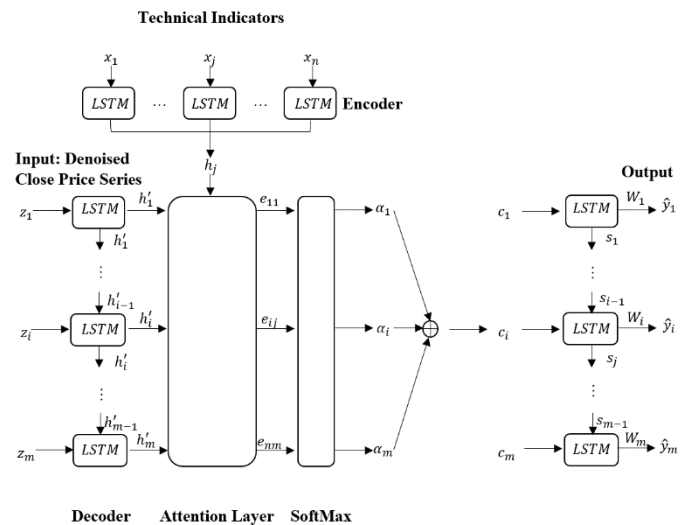 Technical Indicators
x₁ xⱼ xₙ
LSTM ... LSTM ... LSTM Encoder
hⱼ
Input: Denoised
Close Price Series
Output
z₁ LSTM h′₁ e₁₁ α₁ c₁ LSTM W₁ ŷ₁
h′₁ s₁
⋮ ⋮
h′ᵢ₋₁ sᵢ₋₁
zᵢ LSTM h′ᵢ eᵢⱼ αᵢ cᵢ LSTM Wᵢ ŷᵢ
h′ᵢ sⱼ
⋮ ⋮
h′ₘ₋₁ sₘ₋₁
zₘ LSTM h′ₘ eₙₘ αₘ cₘ LSTM Wₘ ŷₘ
Decoder Attention Layer SoftMax